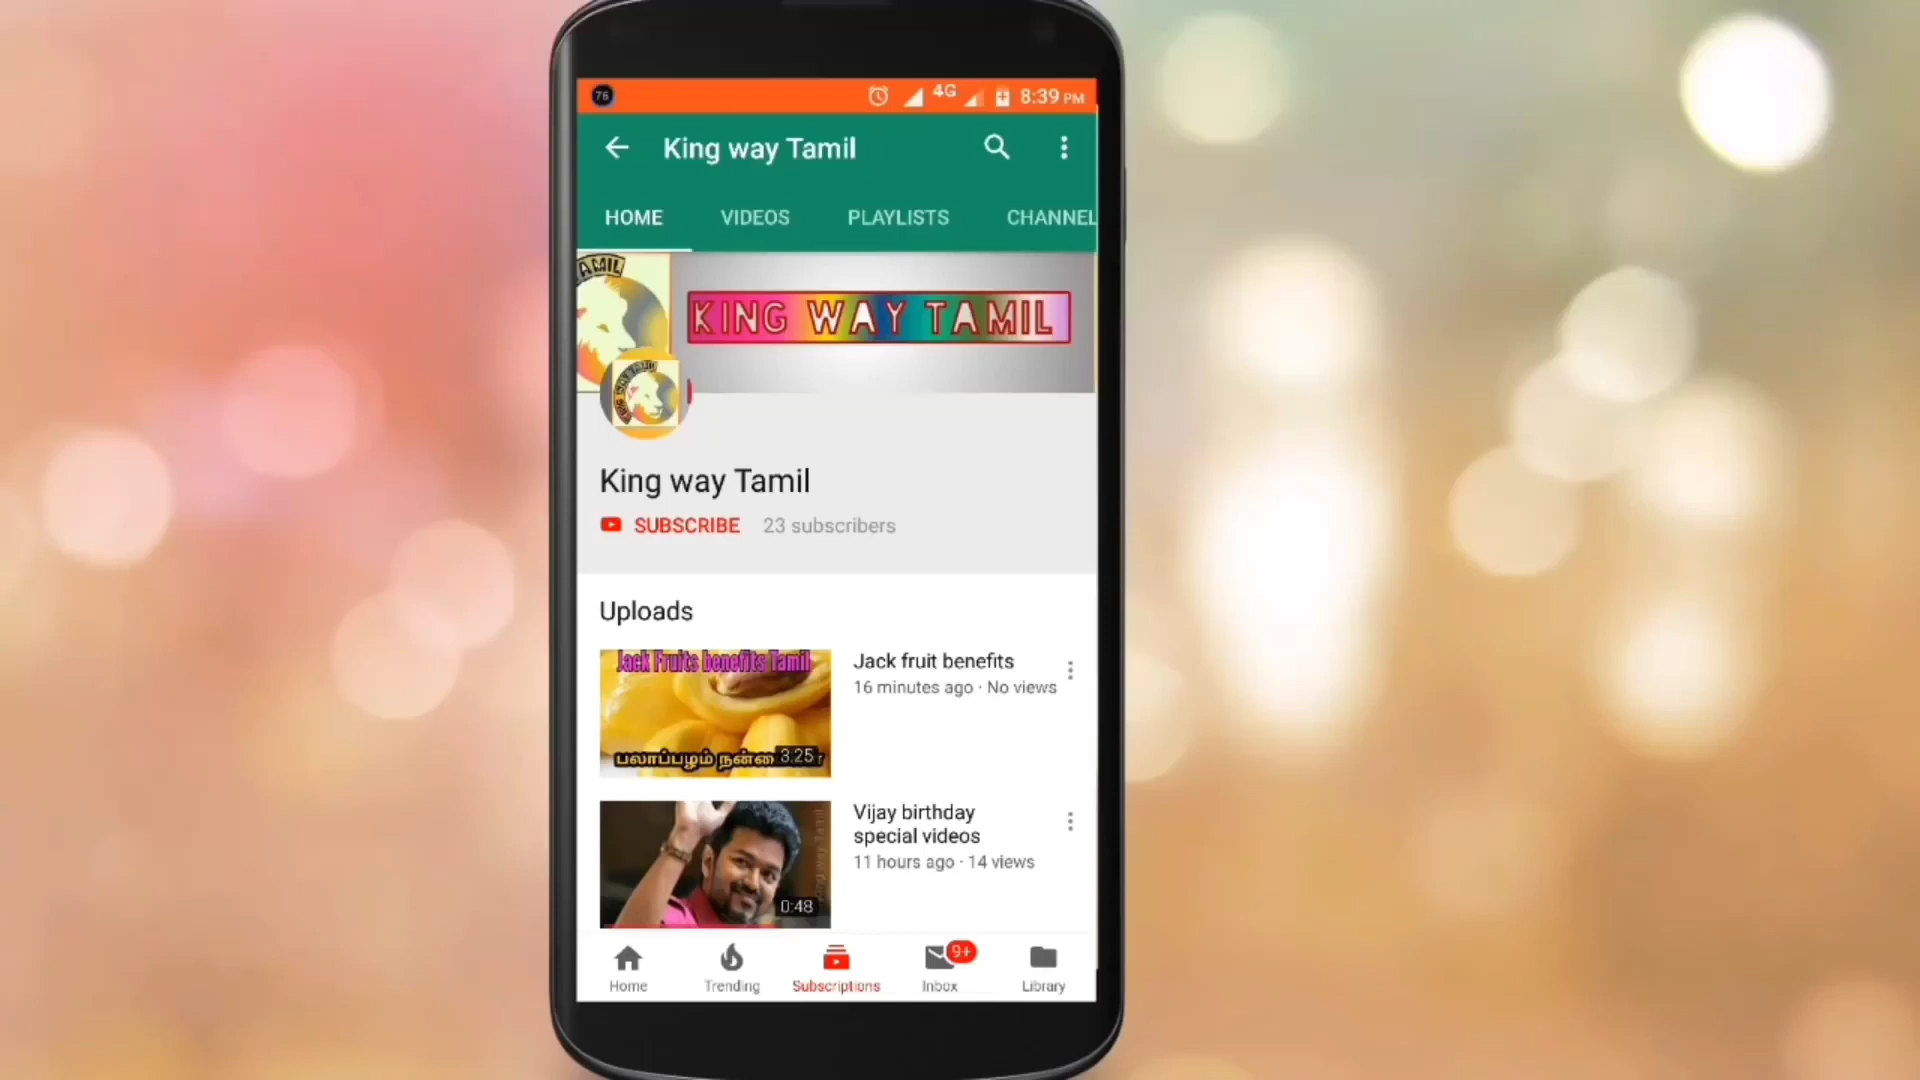 76 4G 8:39 PM
King way Tamil
HOME VIDEOS PLAYLISTS CHANNEL
TAMIL
KING WAY TAMIL
King way Tamil
SUBSCRIBE 23 subscribers
Uploads
Jack Fruits benefits Tamil
பலாப்பழம் 3:25
Jack fruit benefits
16 minutes ago · No views
0:48
Vijay birthday
special videos
11 hours ago · 14 views
9+
Home Trending Subscriptions Inbox Library